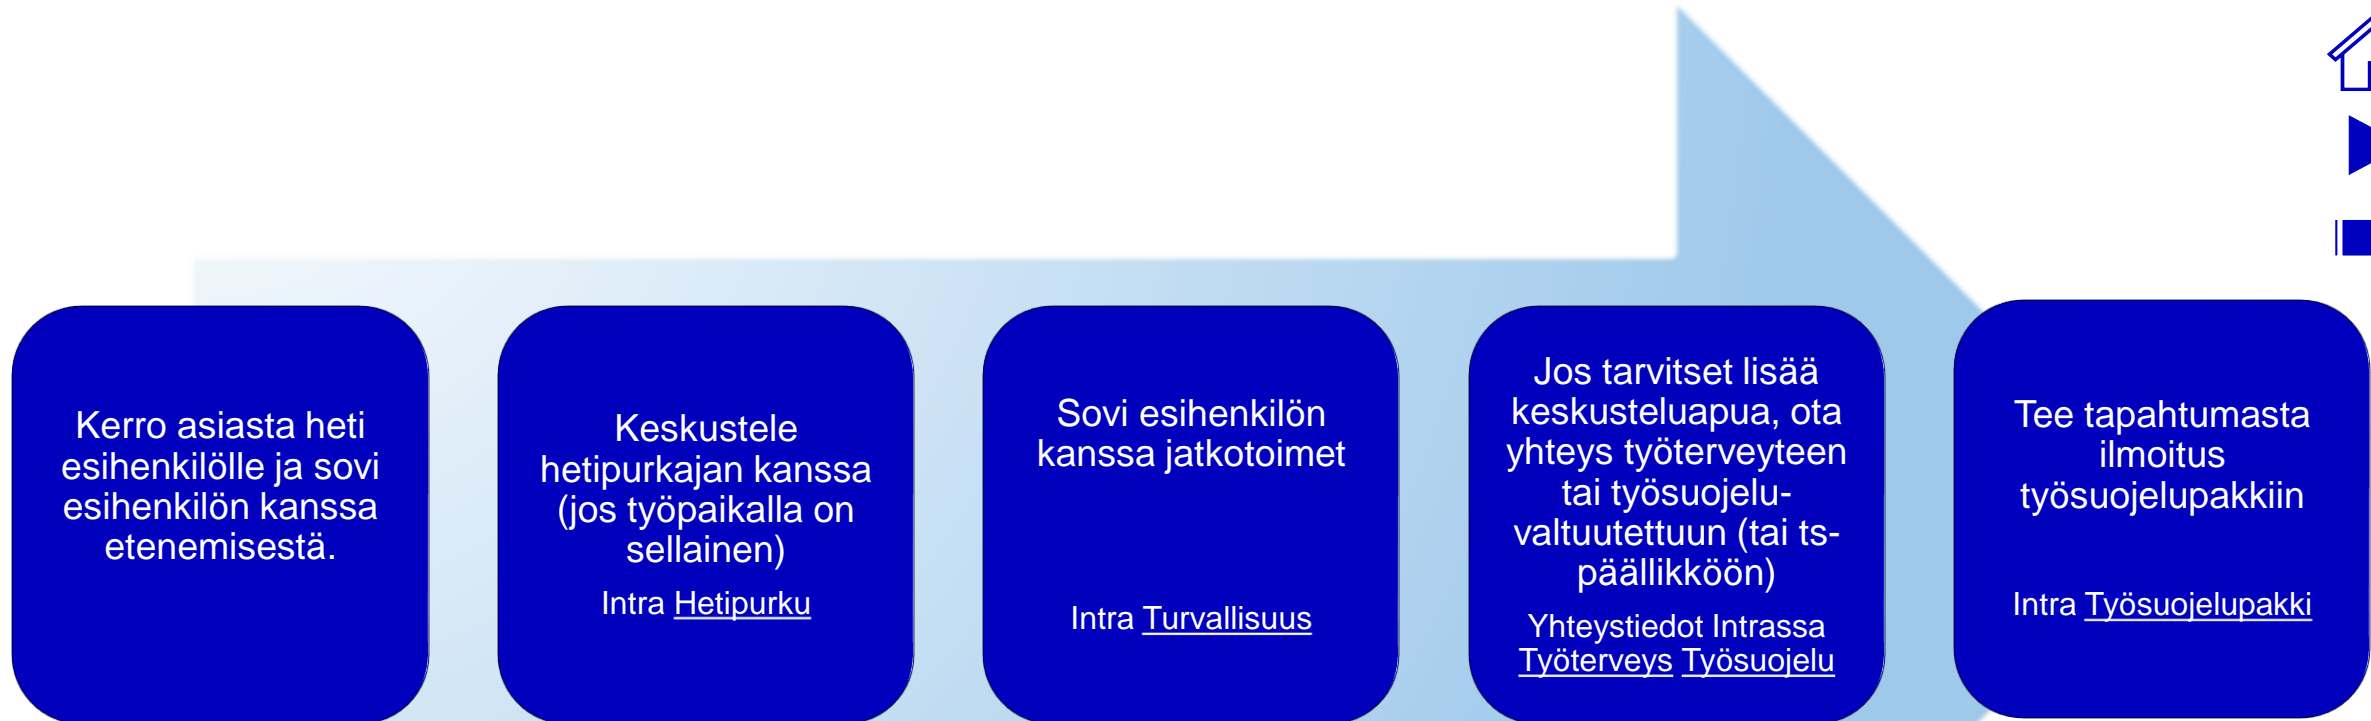 Kerro asiasta heti
esihenkilölle ja sovi
esihenkilön kanssa
etenemisestä.
Keskustele
hetipurkajan kanssa
(jos työpaikalla on
sellainen)
Intra Hetipurku
Sovi esihenkilön
kanssa jatkotoimet
Intra Turvallisuus
Jos tarvitset lisää
keskusteluapua, ota
yhteys työterveyteen
tai työsuojelu-
valtuutettuun (tai ts-
päällikköön)
Yhteystiedot Intrassa
Työterveys Työsuojelu
Tee tapahtumasta
ilmoitus
työsuojelupakkiin
Intra Työsuojelupakki